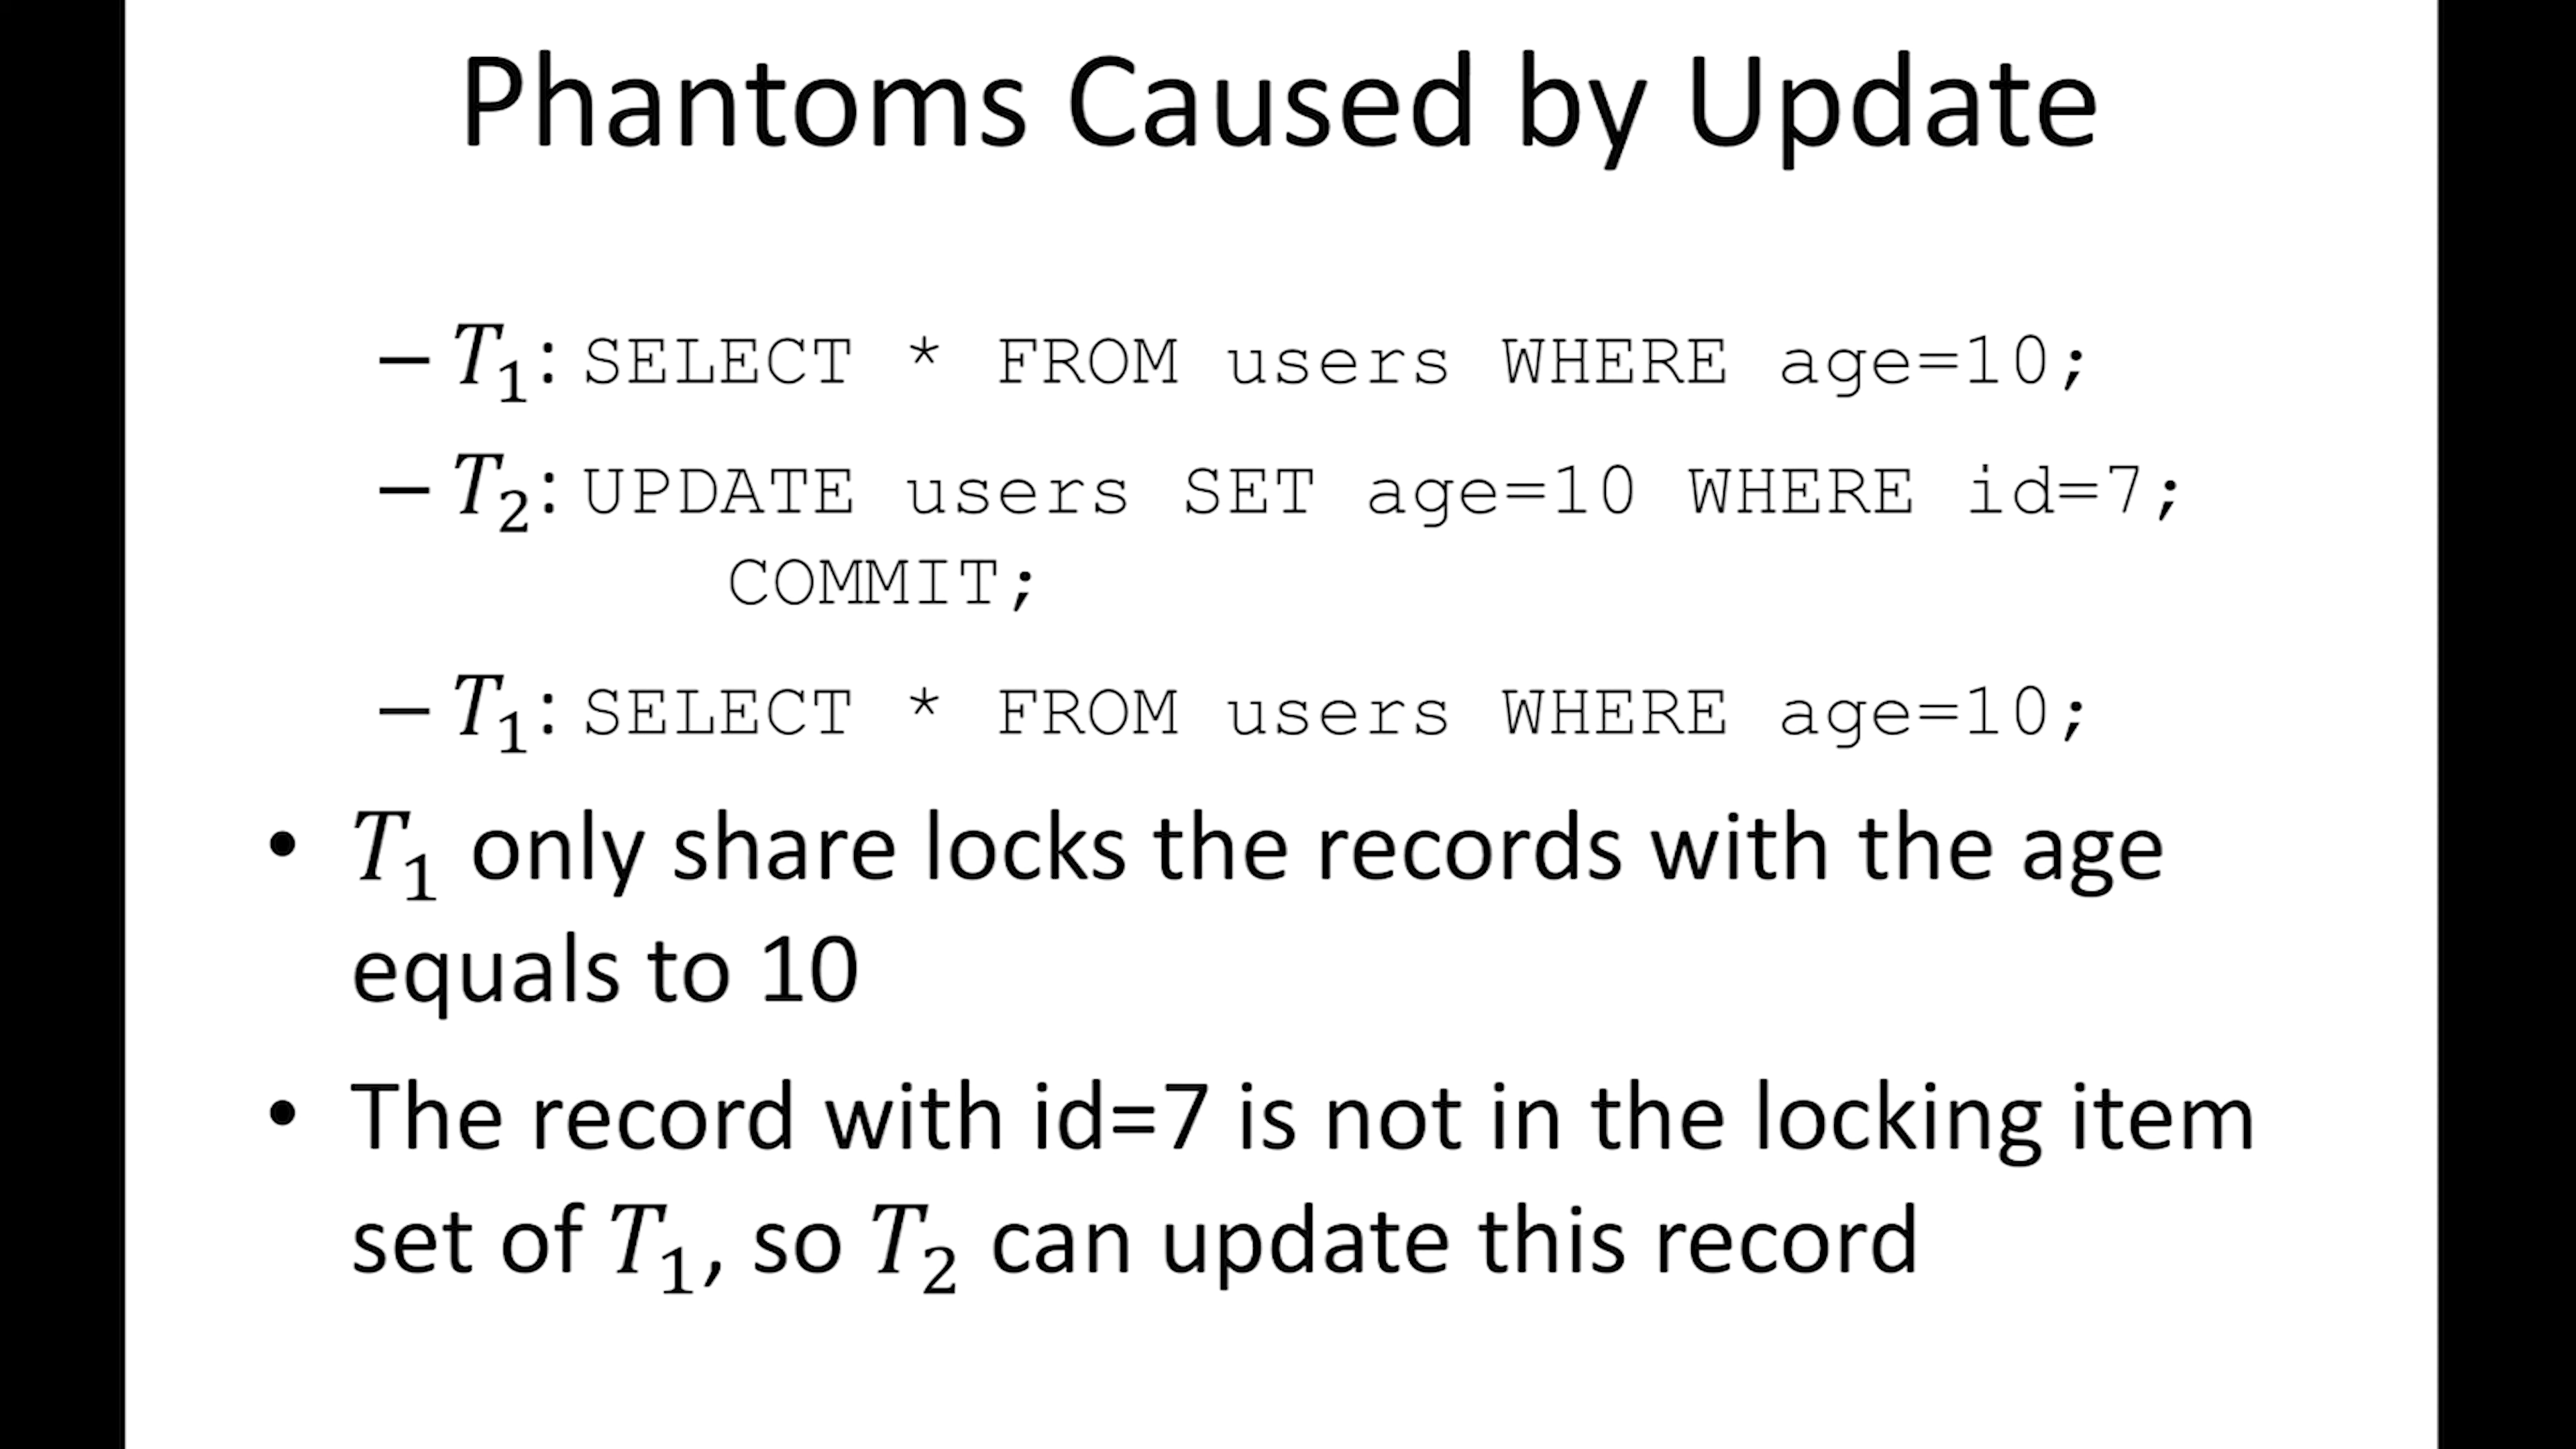 Phantoms Caused by Update
– T₁: SELECT * FROM users WHERE age=10;
– T₂: UPDATE users SET age=10 WHERE id=7;
COMMIT;
– T₁: SELECT * FROM users WHERE age=10;
• T₁ only share locks the records with the age
equals to 10
• The record with id=7 is not in the locking item
set of T₁, so T₂ can update this record